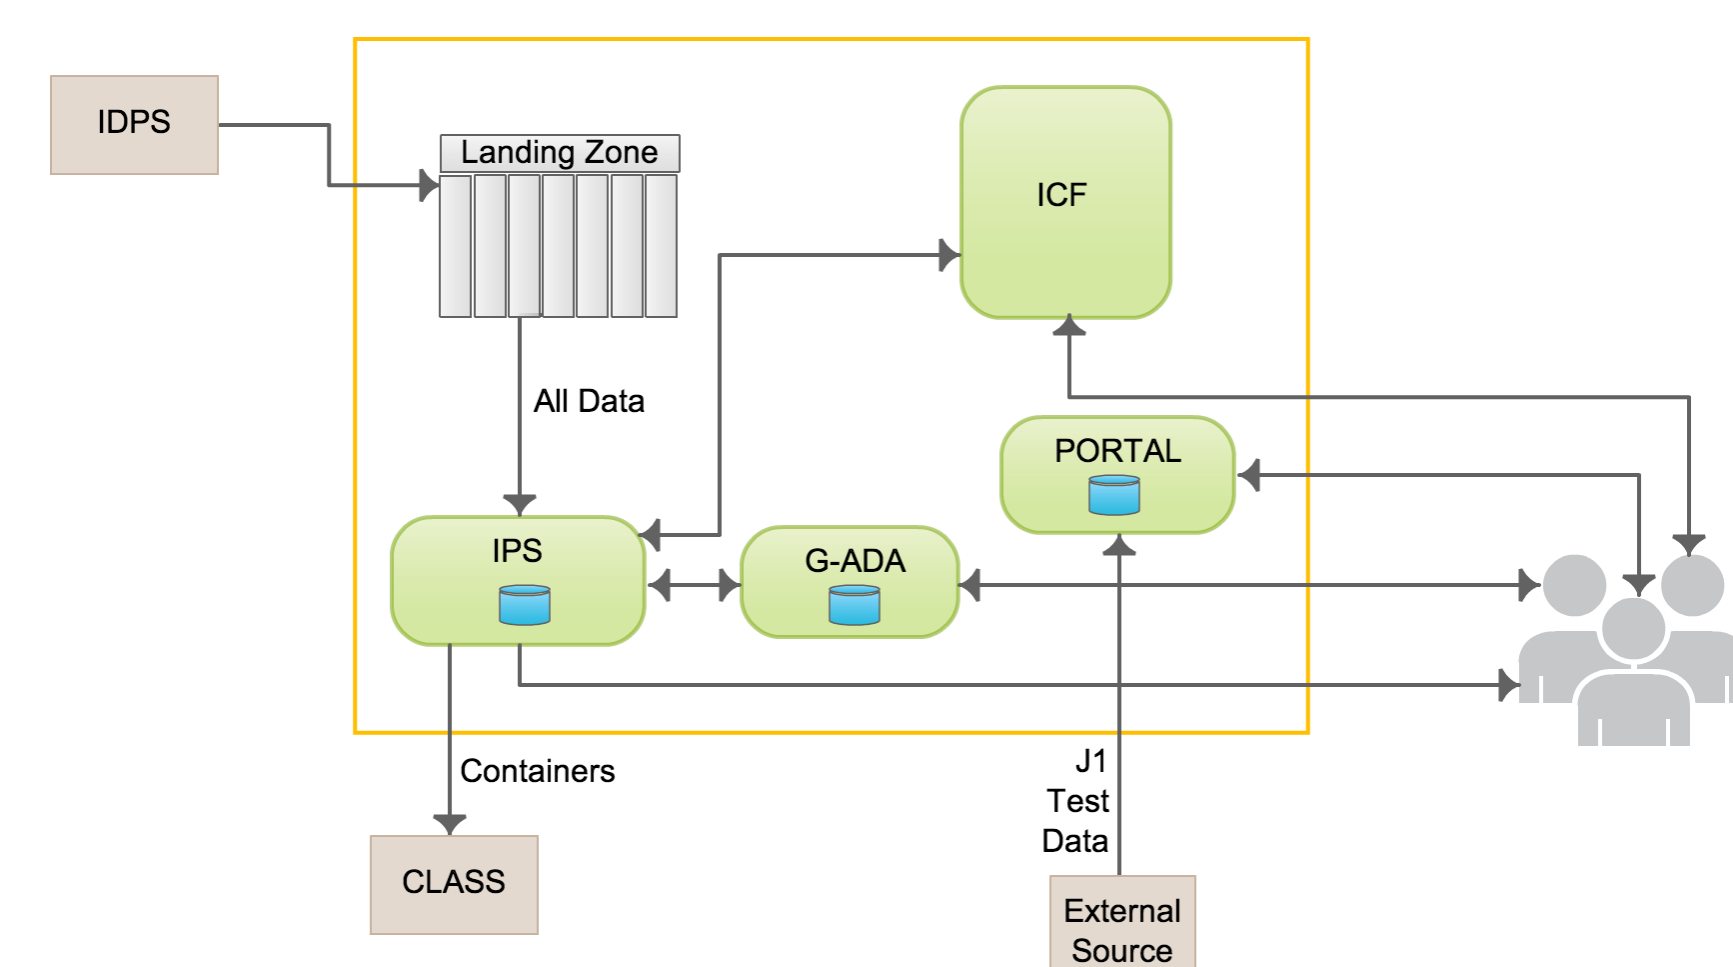 IDPS
Landing Zone
ICF
All Data
PORTAL
IPS
G-ADA
J1
Test
Data
Containers
CLASS
External
Source